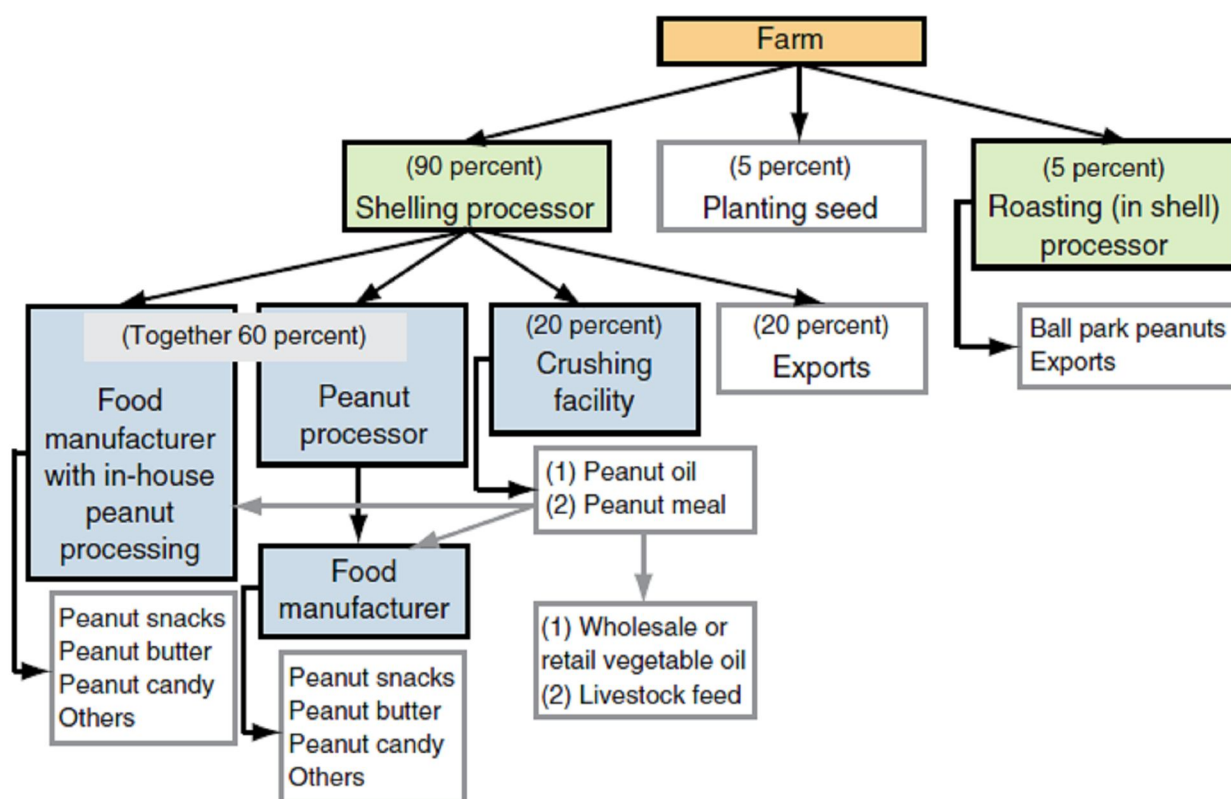 Farm
(90 percent)
Shelling processor
(5 percent)
Planting seed
(5 percent)
Roasting (in shell)
processor
(Together 60 percent)
Food
manufacturer
with in-house
peanut
processing
Peanut
processor
(20 percent)
Crushing
facility
(20 percent)
Exports
Ball park peanuts
Exports
(1) Peanut oil
(2) Peanut meal
Food
manufacturer
Peanut snacks
Peanut butter
Peanut candy
Others
(1) Wholesale or
retail vegetable oil
(2) Livestock feed
Peanut snacks
Peanut butter
Peanut candy
Others